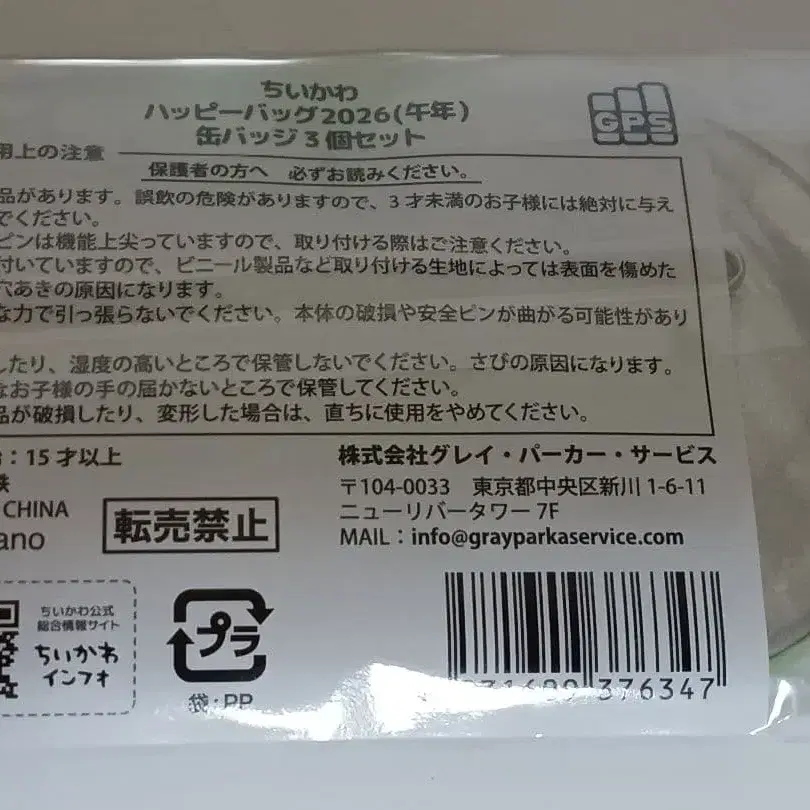 ちいかわ
ハッピーバッグ2026(午年)
缶バッジ3個セット
GPS
用上の注意
保護者の方へ 必ずお読みください。
品があります。誤飲の危険がありますので、3才未満のお子様には絶対に与え
でください。
ピンは機能上尖っていますので、取り付ける際はご注意ください。
付いていますので、ビニール製品など取り付ける生地によっては表面を傷めた
穴あきの原因になります。
な力で引っ張らないでください。本体の破損や安全ピンが曲がる可能性があり
したり、湿度の高いところで保管しないでください。さびの原因になります。
なお子様の手の届かないところで保管してください。
品が破損したり、変形した場合は、直ちに使用をやめてください。
:15才以上
鉄
CHINA
ano
転売禁止
株式会社グレイ・パーカー・サービス
〒104-0033 東京都中央区新川1-6-11
ニューリバータワー7F
MAIL:info@grayparkaservice.com
ちいかわ公式
総合情報サイト
ちいかわ
インフォ
プラ
袋:PP
376347